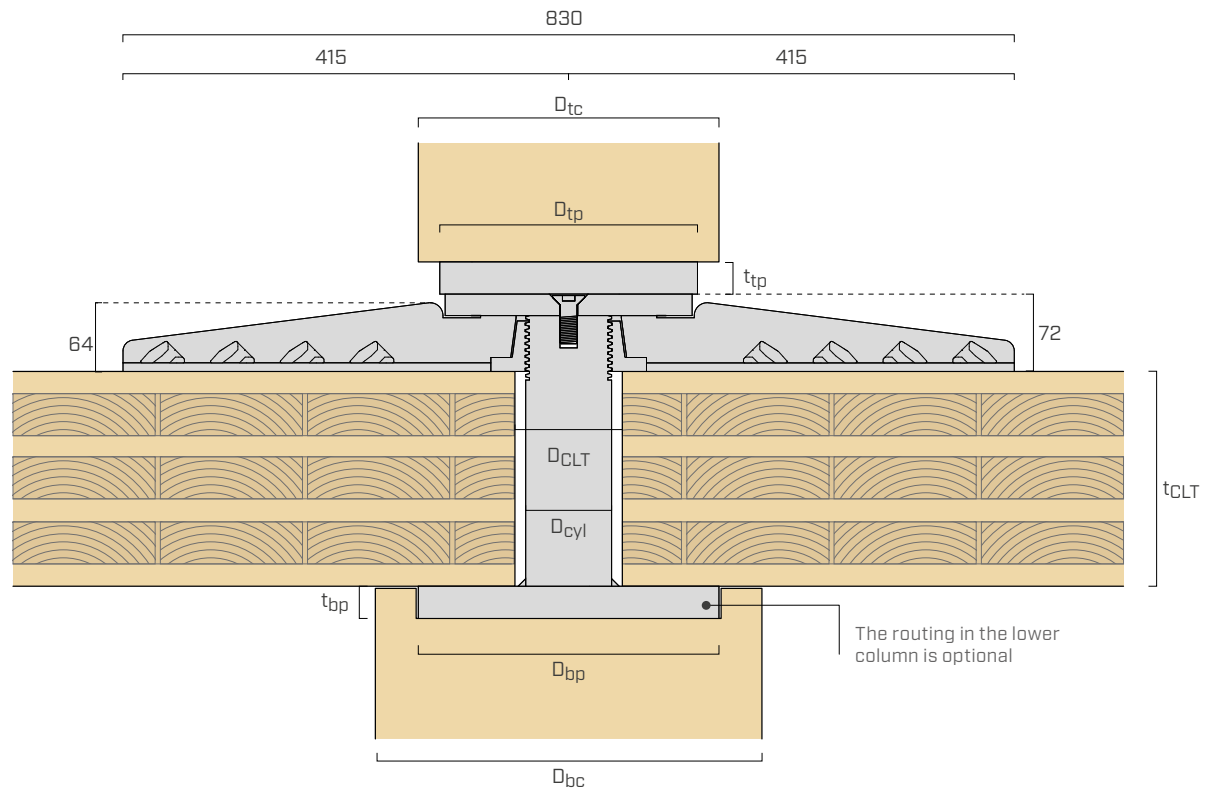 830
415 415
Dtc
Dtp
ttp
64
72
DCLT
tCLT
Dcyl
tbp
The routing in the lower
column is optional
Dbp
Dbc